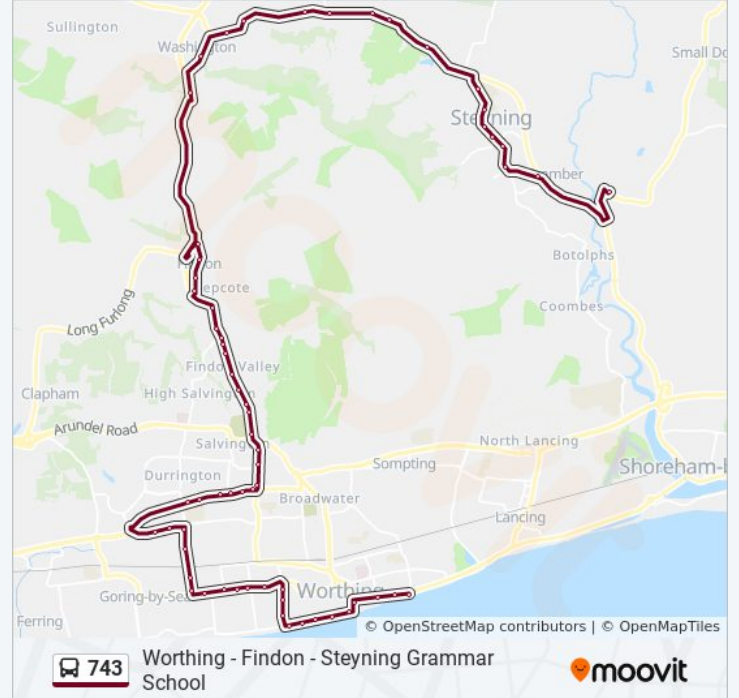 Sullington
Washington
Small Do
Steyning
mber
Botolphs
Findon
epcote
Coombes
Long Furlong
Findon Valley
Clapham
High Salvington
Arundel Road
Salvington
North Lancing
Sompting
Shoreham-b
Durrington
Broadwater
Lancing
Goring-by-Sea
Worthing
Ferring
© OpenStreetMap contributors | © OpenMapTiles
743
Worthing - Findon - Steyning Grammar
School
moovit